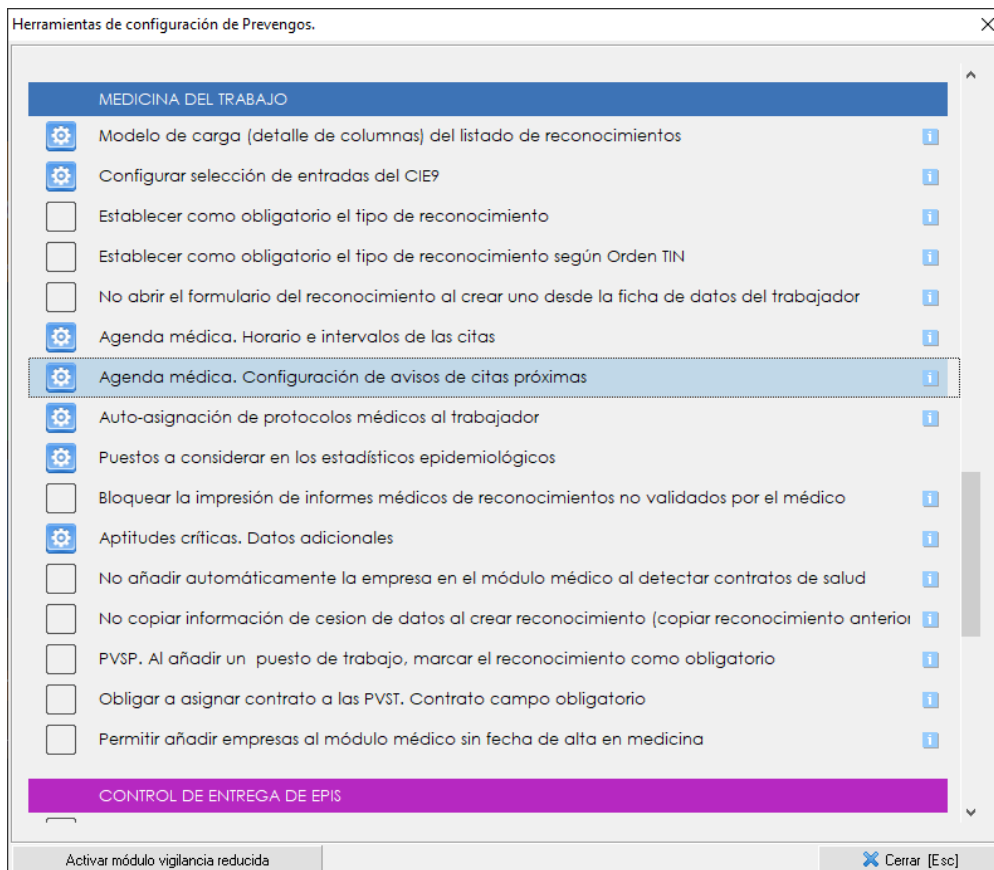 Herramientas de configuración de Prevengos.
MEDICINA DEL TRABAJO
Modelo de carga (detalle de columnas) del listado de reconocimientos
Configurar selección de entradas del CIE9
Establecer como obligatorio el tipo de reconocimiento
Establecer como obligatorio el tipo de reconocimiento según Orden TIN
No abrir el formulario del reconocimiento al crear uno desde la ficha de datos del trabajador
Agenda médica. Horario e intervalos de las citas
Agenda médica. Configuración de avisos de citas próximas
Auto-asignación de protocolos médicos al trabajador
Puestos a considerar en los estadísticos epidemiológicos
Bloquear la impresión de informes médicos de reconocimientos no validados por el médico
Aptitudes críticas. Datos adicionales
No añadir automáticamente la empresa en el módulo médico al detectar contratos de salud
No copiar información de cesion de datos al crear reconocimiento (copiar reconocimiento anterior
PVSP. Al añadir un puesto de trabajo, marcar el reconocimiento como obligatorio
Obligar a asignar contrato a las PVST. Contrato campo obligatorio
Permitir añadir empresas al módulo médico sin fecha de alta en medicina
CONTROL DE ENTREGA DE EPIS
Activar módulo vigilancia reducida
Cerrar [Esc]